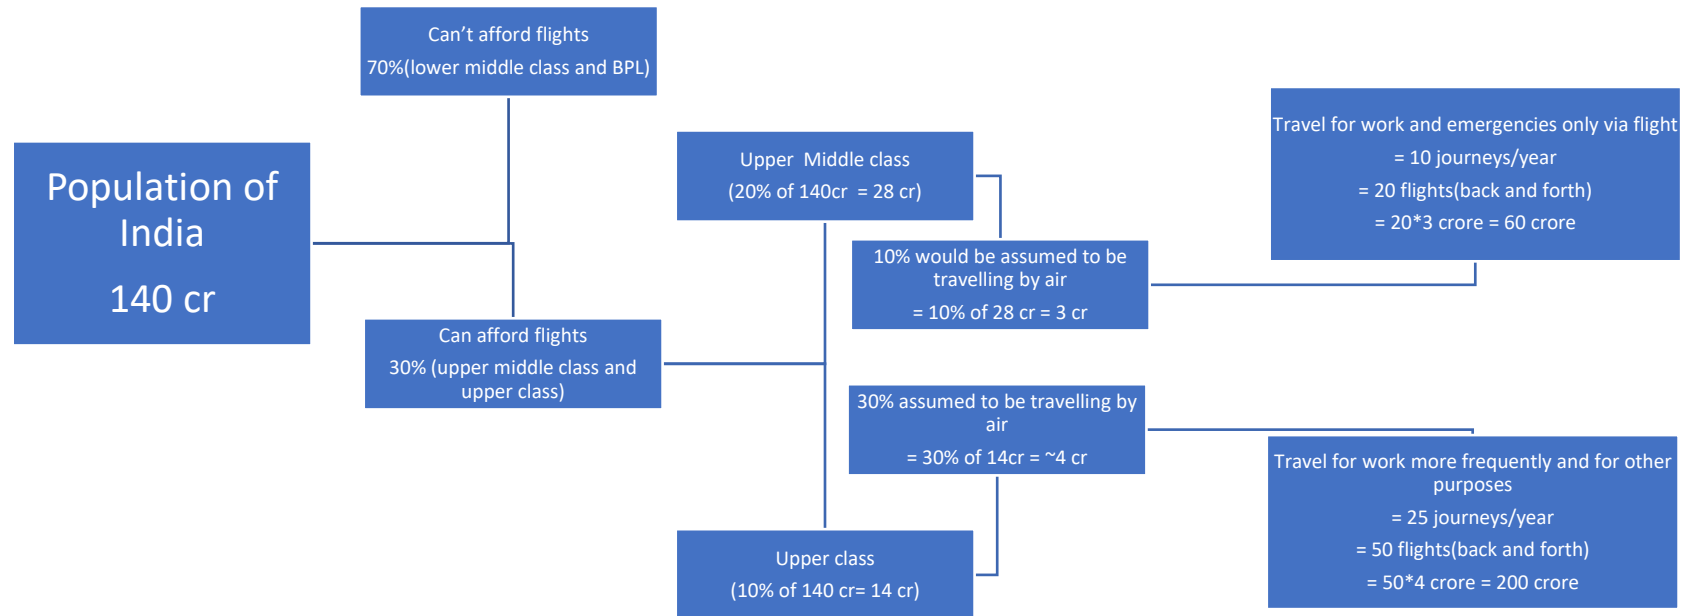 Population of
India
140 cr
Can’t afford flights
70%(lower middle class and BPL)
Can afford flights
30% (upper middle class and
upper class)
Upper Middle class
(20% of 140cr = 28 cr)
10% would be assumed to be
travelling by air
= 10% of 28 cr = 3 cr
Travel for work and emergencies only via flight
= 10 journeys/year
= 20 flights(back and forth)
= 20*3 crore = 60 crore
Upper class
(10% of 140 cr= 14 cr)
30% assumed to be travelling by
air
= 30% of 14cr = ~4 cr
Travel for work more frequently and for other
purposes
= 25 journeys/year
= 50 flights(back and forth)
= 50*4 crore = 200 crore